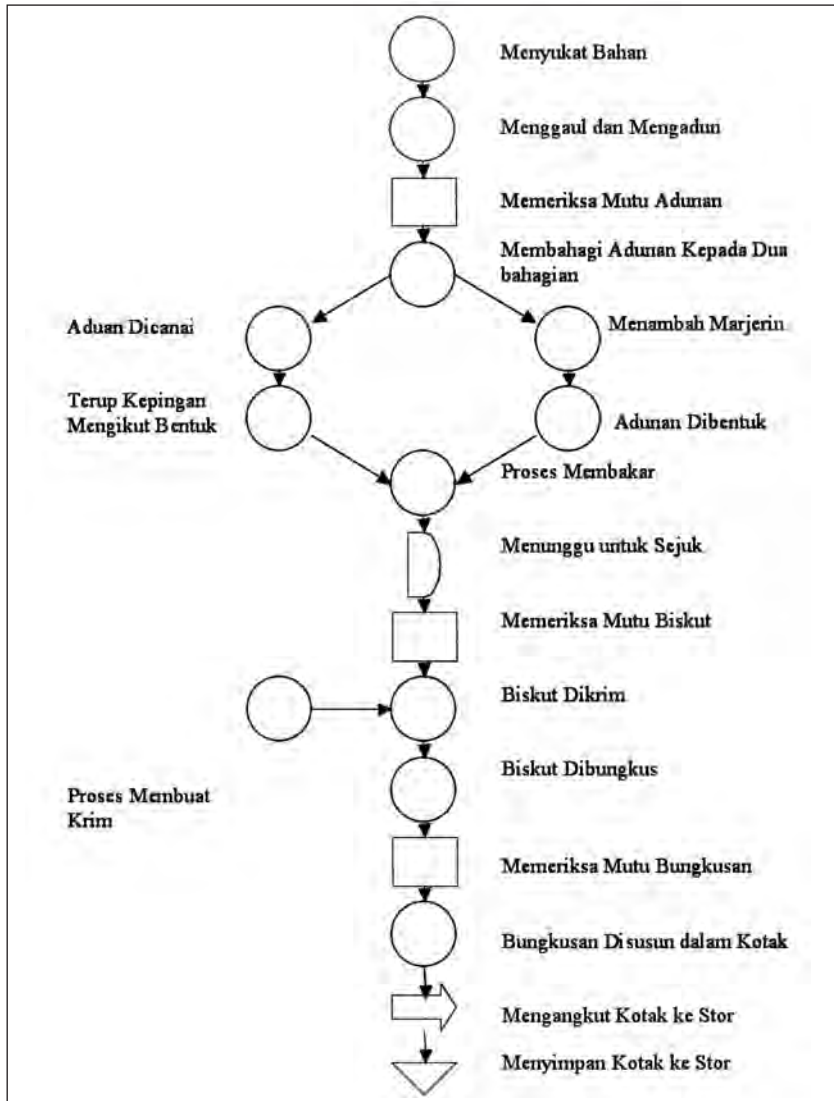 Menyukat Bahan
Menggaul dan Mengadun
Memeriksa Mutu Adunan
Membahagi Adunan Kepada Dua
bahagian
Aduan Dicanai
Menambah Marjerin
Terup Kepingan
Mengikut Bentuk
Adunan Dibentuk
Proses Membakar
Menunggu untuk Sejuk
Memeriksa Mutu Biskut
Biskut Dikrim
Biskut Dibungkus
Proses Membuat
Krim
Memeriksa Mutu Bungkusan
Bungkusan Disusun dalam Kotak
Mengangkut Kotak ke Stor
Menyimpan Kotak ke Stor